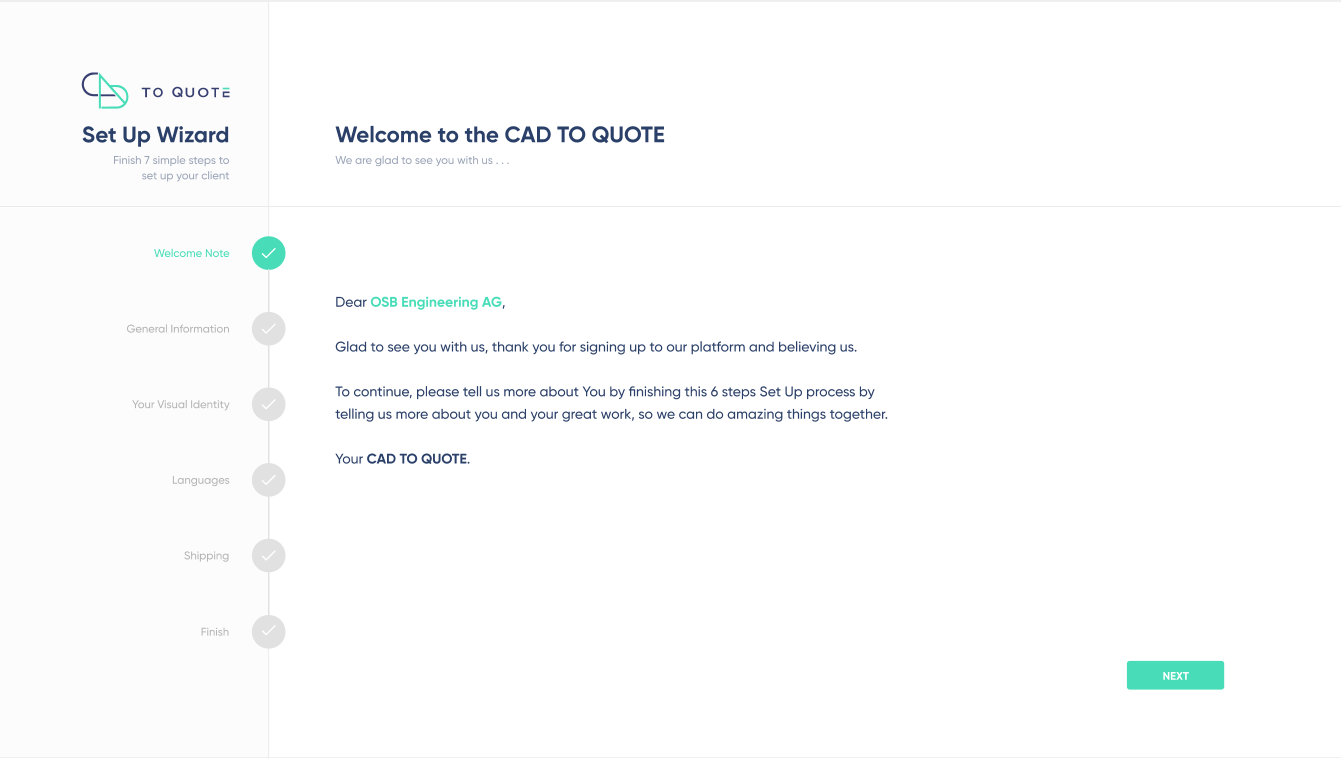 TO QUOTE
Set Up Wizard
Finish 7 simple steps to
set up your client
Welcome to the CAD TO QUOTE
We are glad to see you with us . . .
Welcome Note
General Information
Your Visual Identity
Languages
Shipping
Finish
Dear OSB Engineering AG,
Glad to see you with us, thank you for signing up to our platform and believing us.
To continue, please tell us more about You by finishing this 6 steps Set Up process by
telling us more about you and your great work, so we can do amazing things together.
Your CAD TO QUOTE.
NEXT